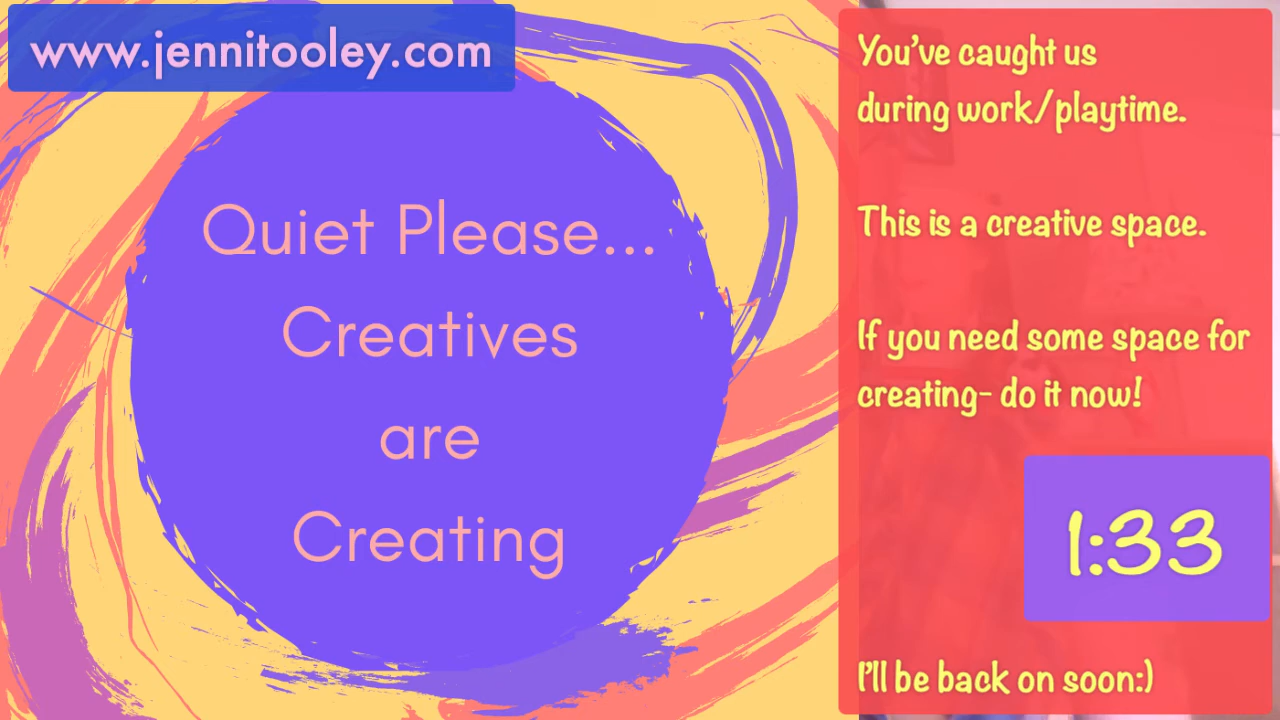 www.jennitooley.com
Quiet Please...
Creatives
are
Creating
You've caught us
during work/playtime.
This is a creative space.
If you need some space for
creating- do it now!
1:33
I'll be back on soon:)